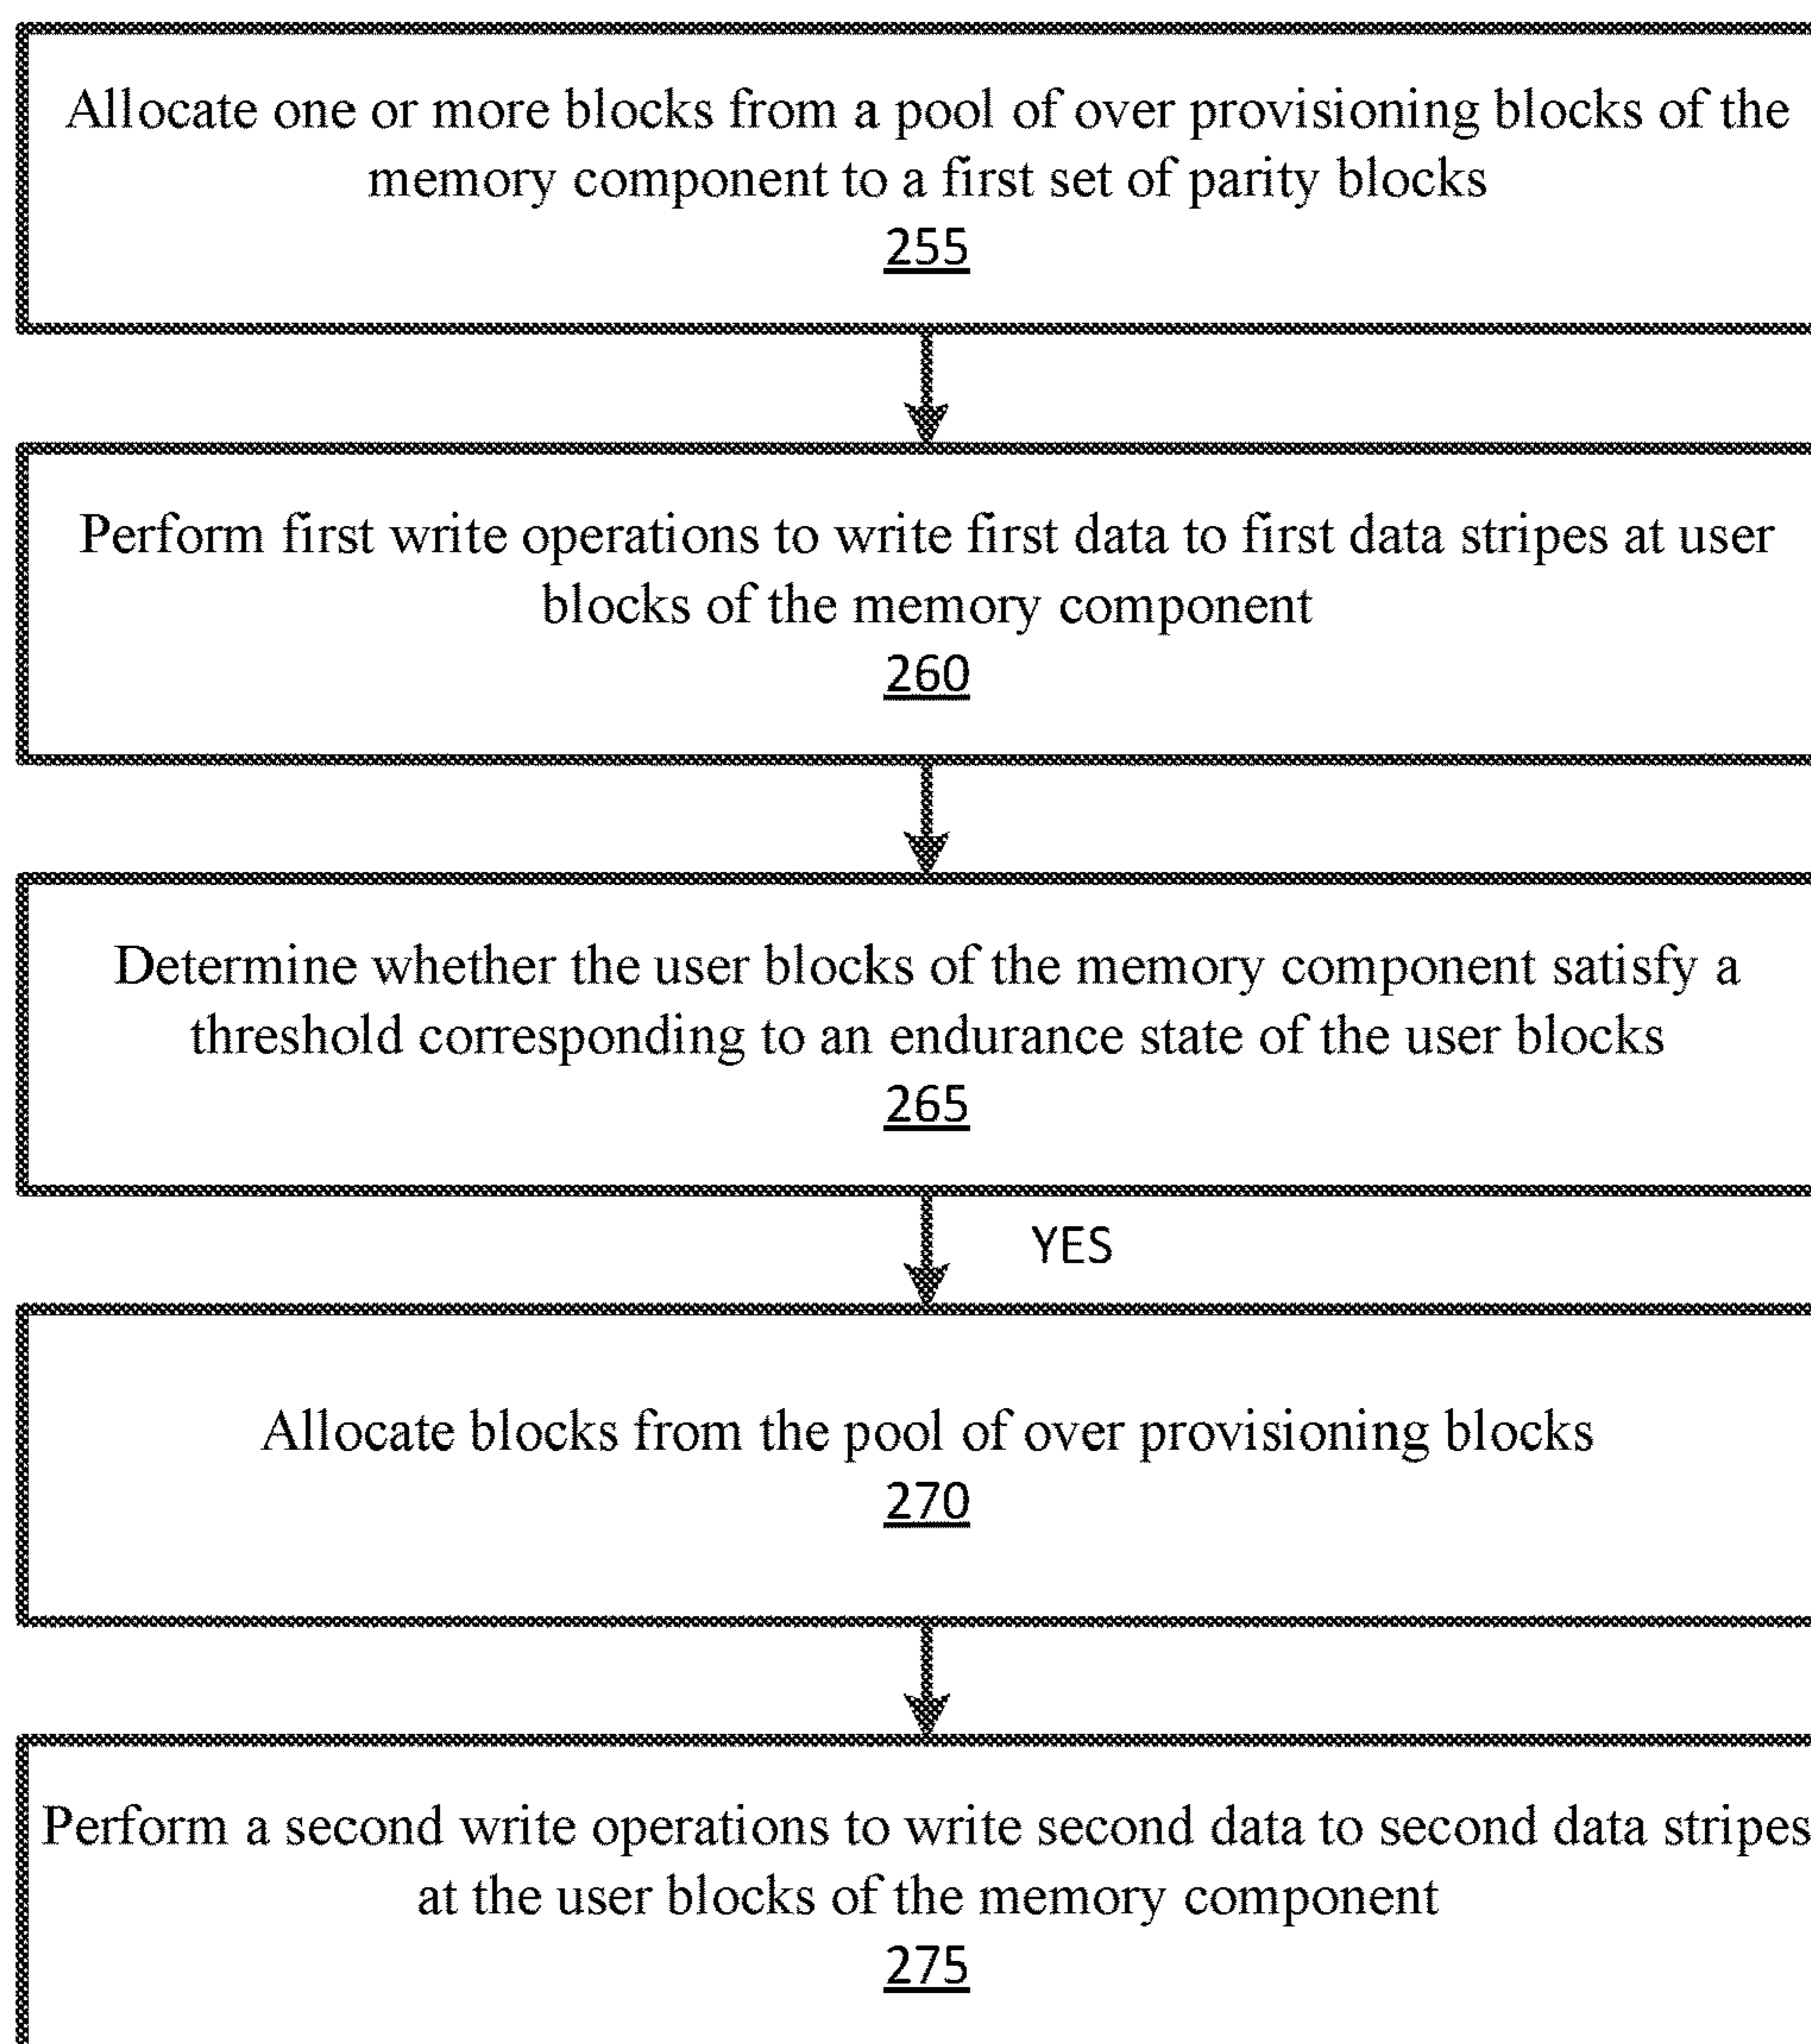 Allocate one or more blocks from a pool of over provisioning blocks of the
memory component to a first set of parity blocks
255
Perform first write operations to write first data to first data stripes at user
blocks of the memory component
260
Determine whether the user blocks of the memory component satisfy a
threshold corresponding to an endurance state of the user blocks
265
YES
Allocate blocks from the pool of over provisioning blocks
270
Perform a second write operations to write second data to second data stripes
at the user blocks of the memory component
275